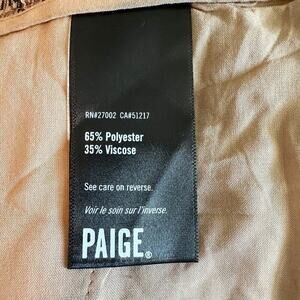 RN#27002 CA#51217
65% Polyester
35% Viscose
See care on reverse.
Voir le soin sur l'inverse.
PAIGE®